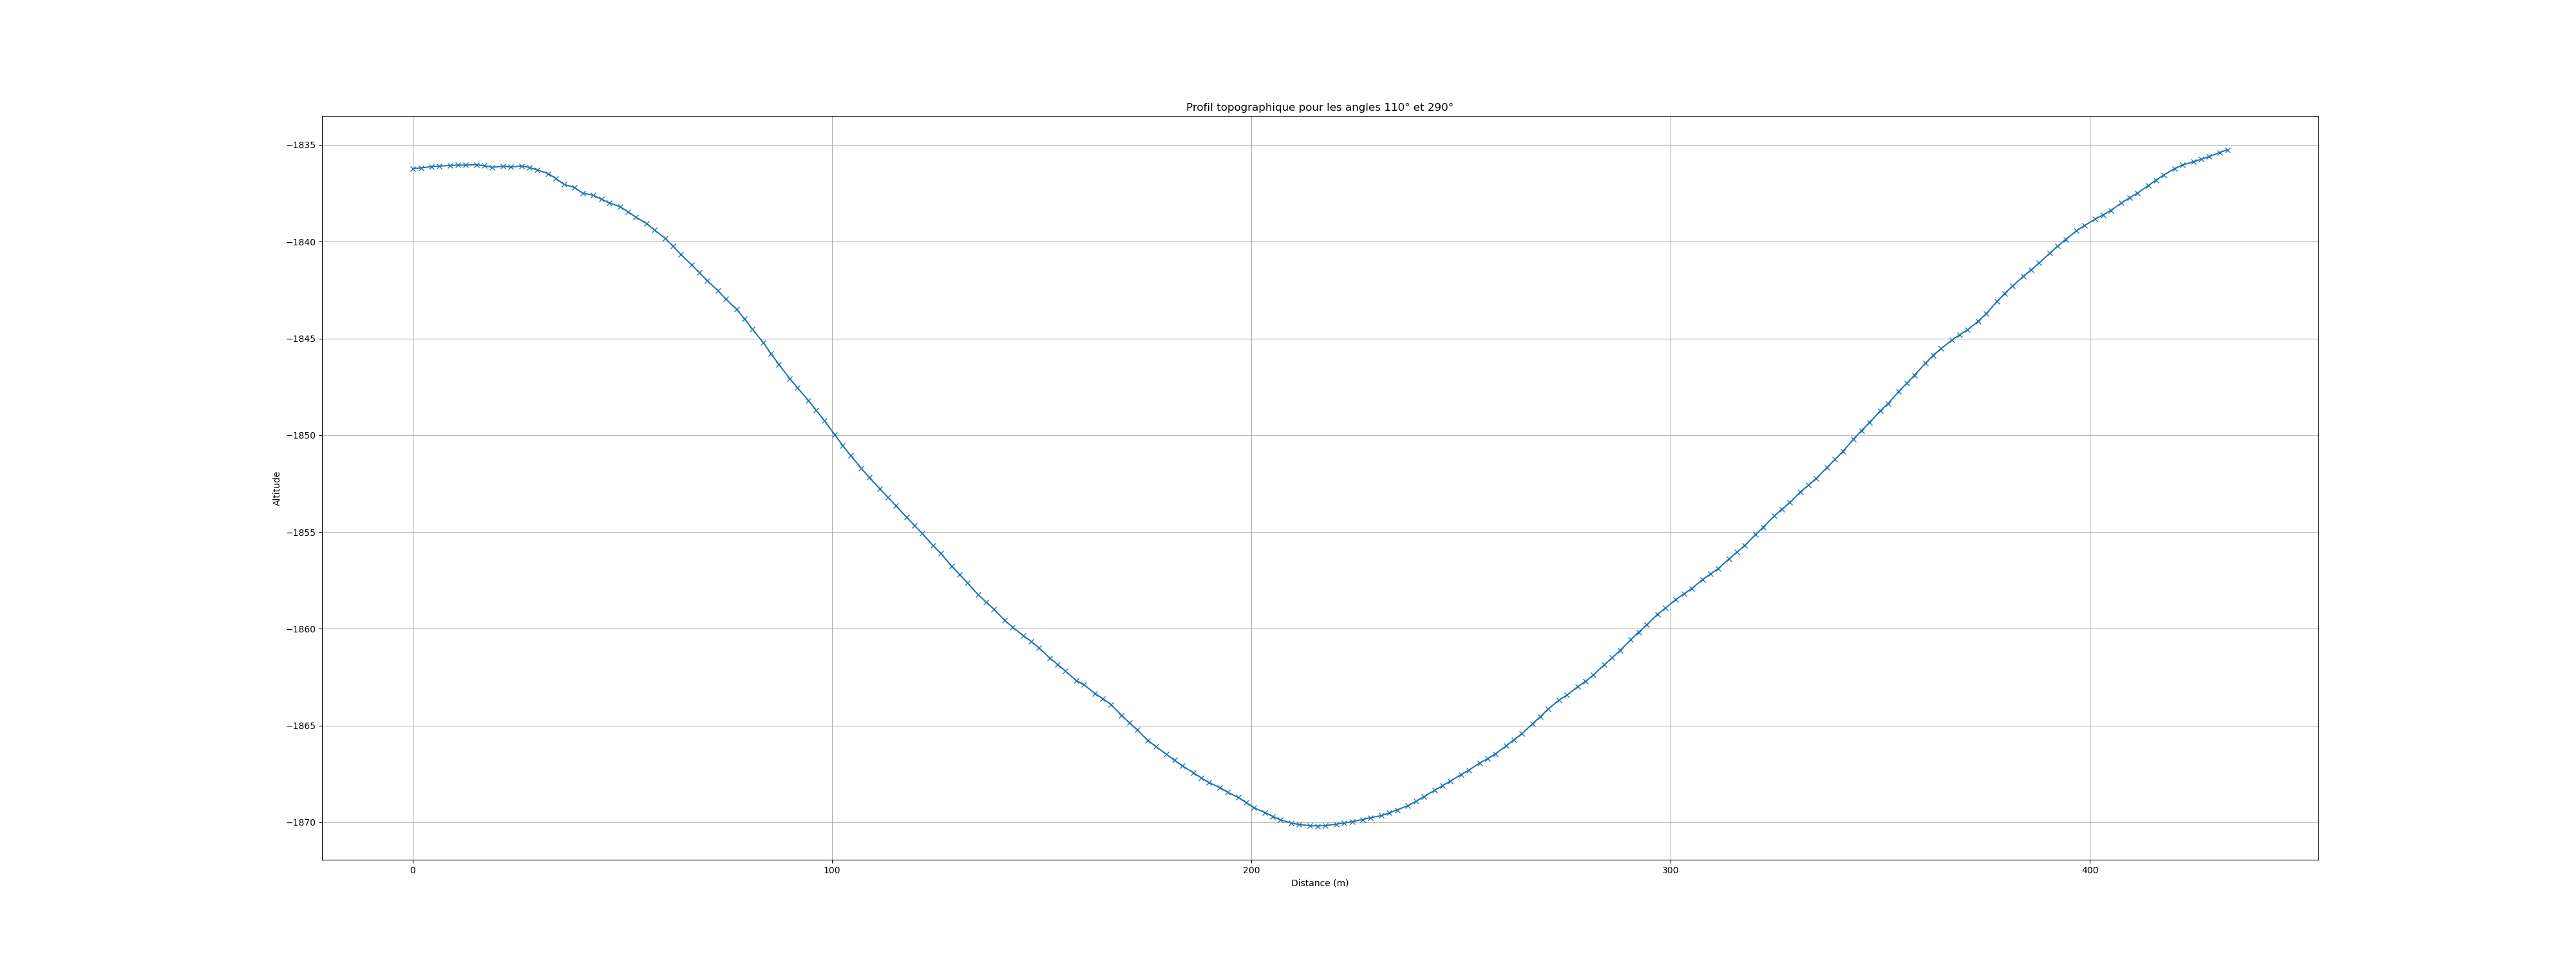 Profil topographique pour les angles 110° et 290°
Altitude
−1835
−1840
−1845
−1850
−1855
−1860
−1865
−1870
0 100 200 300 400
Distance (m)